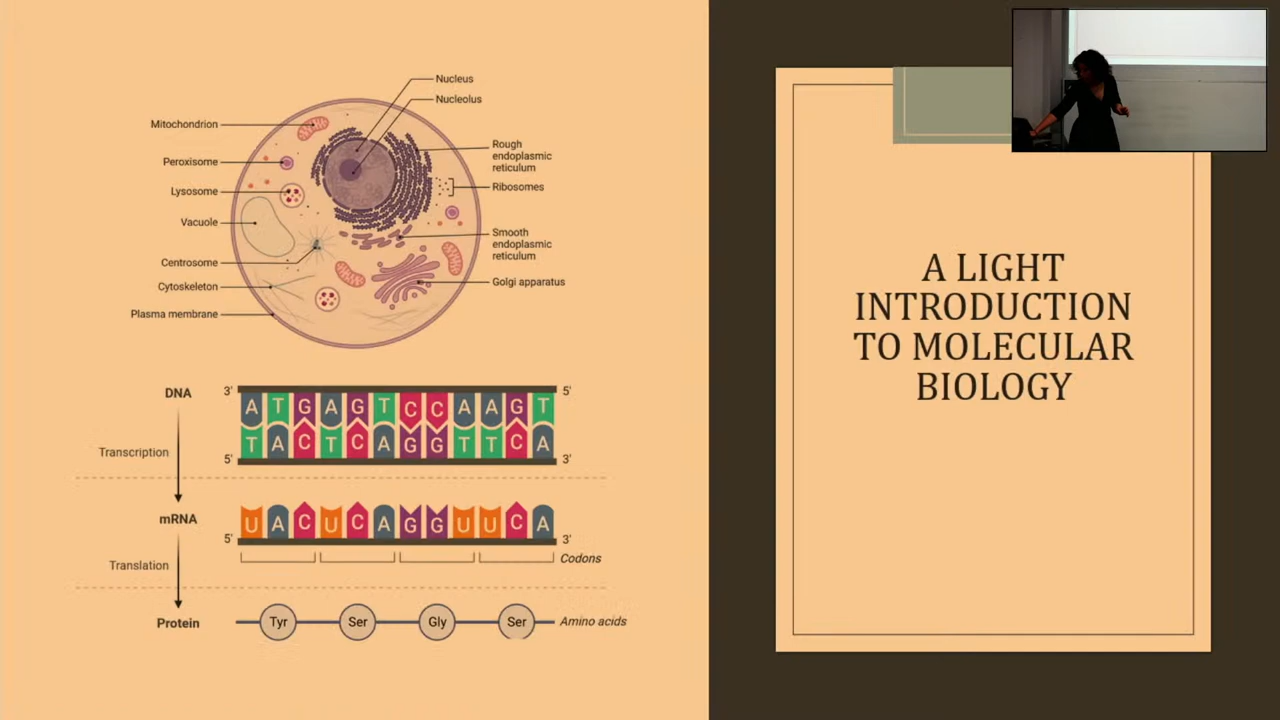 Nucleus
Nucleolus
Mitochondrion
Peroxisome
Lysosome
Vacuole
Centrosome
Cytoskeleton
Plasma membrane
Rough
endoplasmic
reticulum
Ribosomes
Smooth
endoplasmic
reticulum
Golgi apparatus
DNA
3' A T G A G T C C A A G T 5'
5' T A C T C A G G T T C A 3'
Transcription
mRNA
5' U A C U C A G G U U C A 3'
Codons
Translation
Protein
Tyr Ser Gly Ser Amino acids
A LIGHT
INTRODUCTION
TO MOLECULAR
BIOLOGY